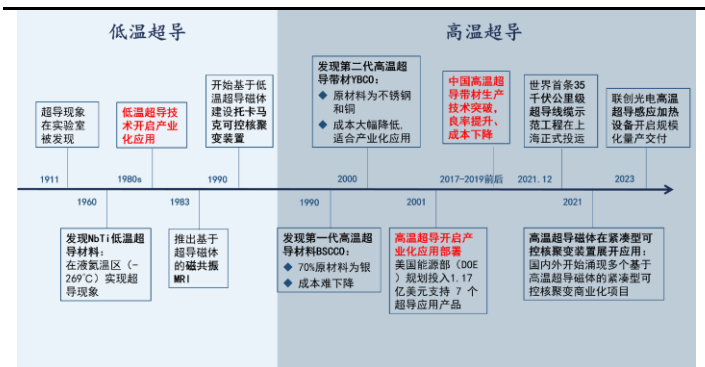 低温超导
高温超导
超导现象
在实验室
被发现
低温超导技
术开启产业
化应用
开始基于低
温超导磁体
建设托卡马
克可控核聚
变装置
发现第二代高温超
导带材YBCO：
◆ 原材料为不锈钢
和铜
◆ 成本大幅降低，
适合产业化应用
中国高温超
导带材生产
技术突破，
良率提升、
成本下降
世界首条35
千伏公里级
超导线缆示
范工程在上
海正式投运
联创光电高温
超导感应加热
设备开启规模
化量产交付
1911
1980s
1990
2000
2017-2019前后
2021.12
2023
1960
1983
1990
2001
2021
发现NbTi低温超
导材料：
在液氦温区（-
269℃）实现超
导现象
推出基于
超导磁体
的磁共振
MRI
发现第一代高温超
导材料BSCCO：
◆ 70%原材料为银
◆ 成本难下降
高温超导开启产
业化应用部署
美国能源部（DOE
）规划投入1.17
亿美元支持 7 个
超导应用产品
高温超导磁体在紧凑型可
控核聚变装置展开应用：
国内外开始涌现多个基于
高温超导磁体的紧凑型可
控核聚变商业化项目